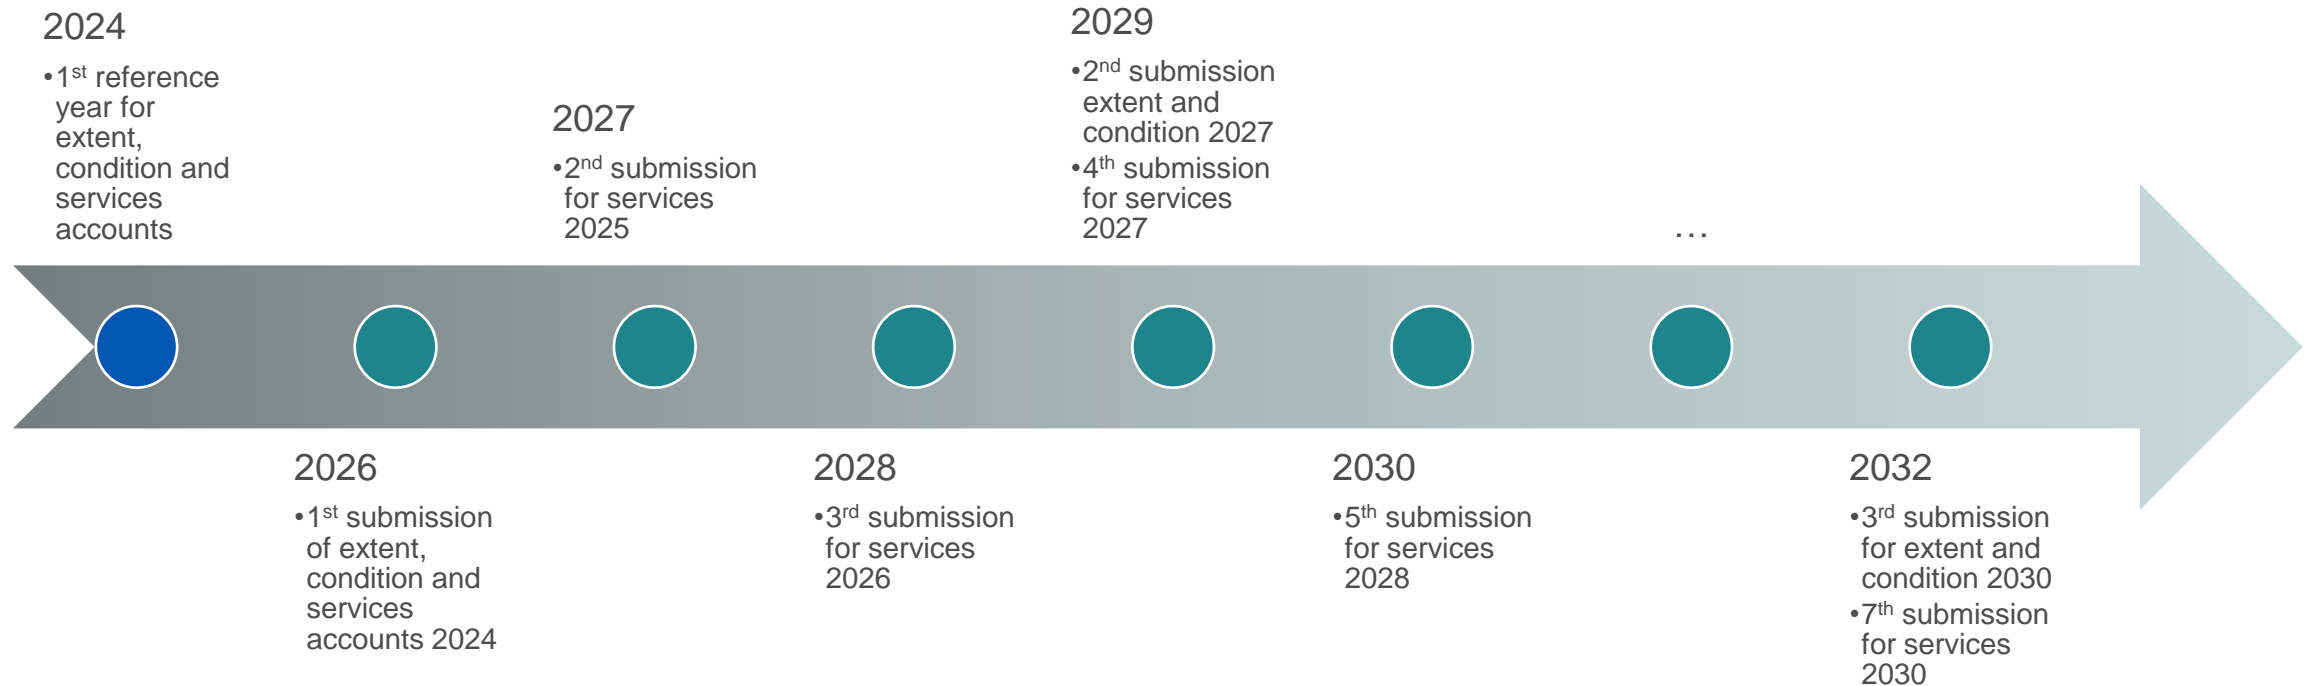 2024
•1st reference
year for
extent,
condition and
services
accounts
2026
•1st submission
of extent,
condition and
services
accounts 2024
2027
•2nd submission
for services
2025
2028
•3rd submission
for services
2026
2029
•2nd submission
extent and
condition 2027
•4th submission
for services
2027
2030
•5th submission
for services
2028
...
2032
•3rd submission
for extent and
condition 2030
•7th submission
for services
2030